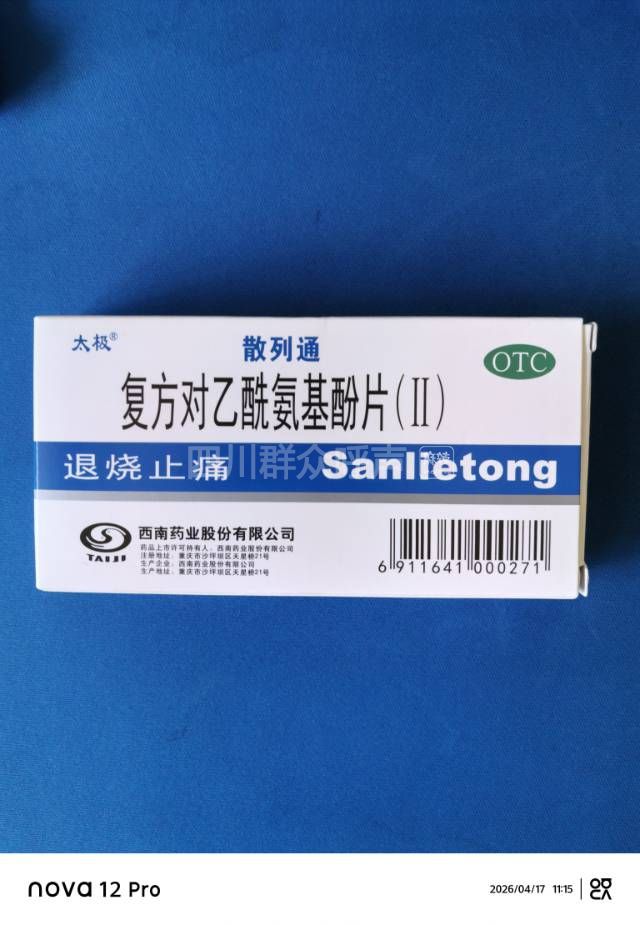 太极®
散列通
OTC
复方对乙酰氨基酚片(II)
退烧止痛 Sanlietong
四川群众呼声
TAIJI
西南药业股份有限公司
药品上市许可持有人：西南药业股份有限公司
注册地址：重庆市沙坪坝区天星桥21号
生产企业：西南药业股份有限公司
生产地址：重庆市沙坪坝区天星桥21号
6 911641 000271
nova 12 Pro
2026/04/17 11:15